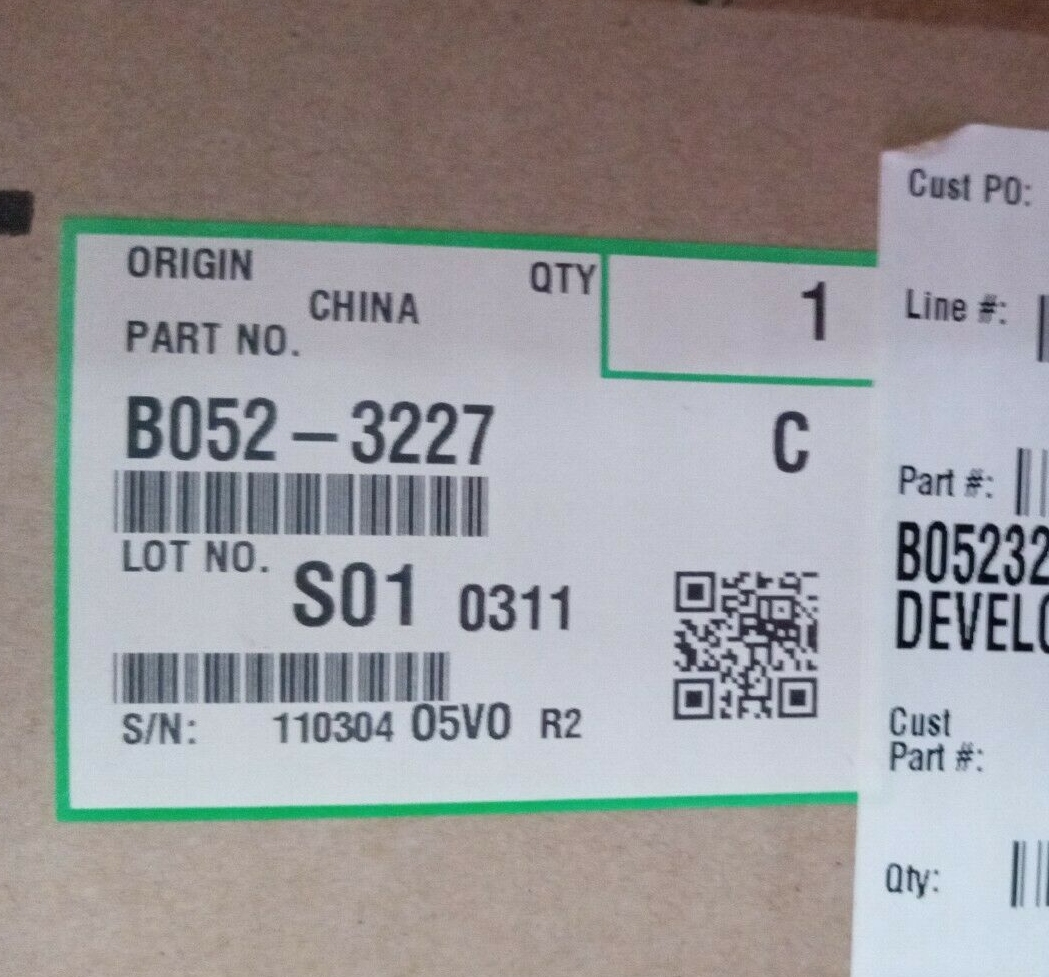 ORIGIN
CHINA
QTY 1
PART NO.
B052-3227 C
LOT NO.
S01 0311
S/N: 110304 05V0 R2
Cust PO:
Line #:
Part #:
B05232
DEVELO
Cust
Part #:
Qty: